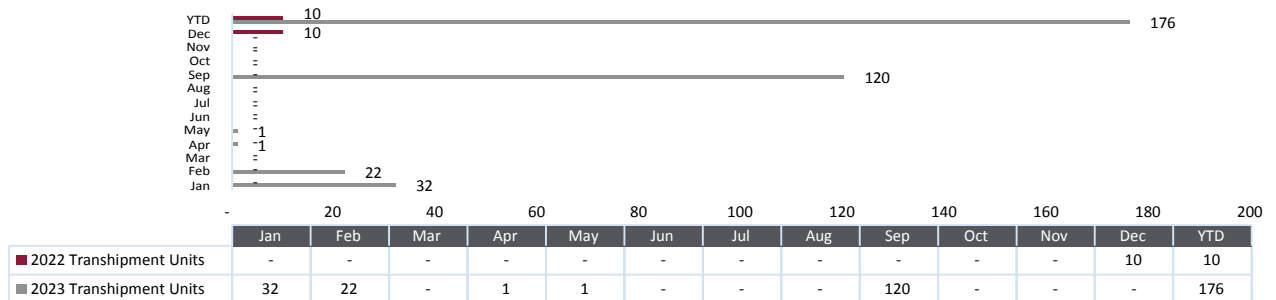 YTD 10
176
Dec 10
-
Nov - -
Oct - -
Sep - 120
Aug - -
Jul - -
Jun - -
May - 1
Apr - 1
Mar - -
Feb - 22
Jan - 32
- 20 40 60 80 100 120 140 160 180 200
Jan Feb Mar Apr May Jun Jul Aug Sep Oct Nov Dec YTD
2022 Transhipment Units - - - - - - - - - - - 10 10
2023 Transhipment Units 32 22 - 1 1 - - - 120 - - - 176